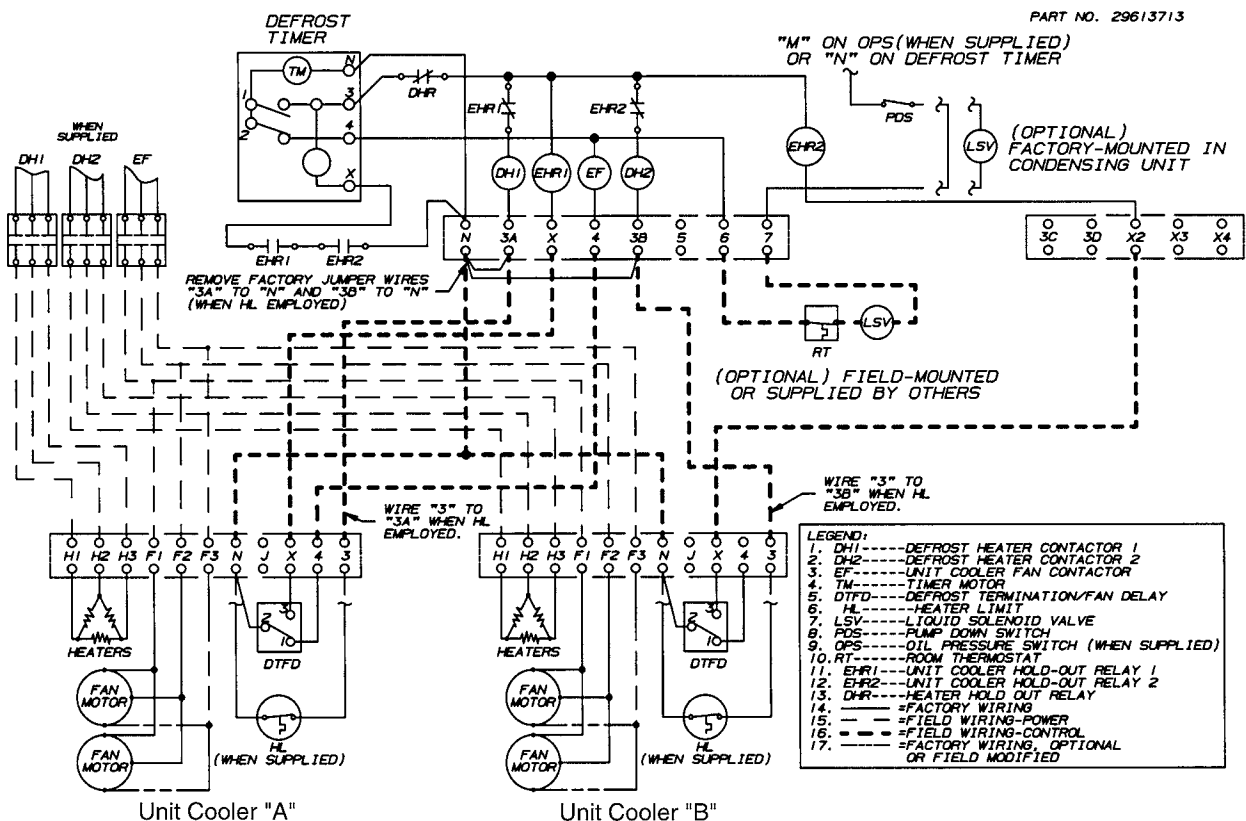 PART NO. 29613713
DEFROST
TIMER
"M" ON OPS (WHEN SUPPLIED)
OR "N" ON DEFROST TIMER
TM
N
1
3
2
4
X
DHR
EHR1
EHR2
PDS
LSV
(OPTIONAL)
FACTORY-MOUNTED IN
CONDENSING UNIT
WHEN
SUPPLIED
DH1
DH2
EF
DH1
EHR1
EF
DH2
EHR2
N
3A
X
4
3B
5
6
7
3C
3D
X2
X3
X4
EHR1
EHR2
REMOVE FACTORY JUMPER WIRES
"3A" TO "N" AND "3B" TO "N"
(WHEN HL EMPLOYED)
RT
LSV
(OPTIONAL) FIELD-MOUNTED
OR SUPPLIED BY OTHERS
WIRE "3" TO
"3A" WHEN HL
EMPLOYED.
WIRE "3" TO
"3B" WHEN HL
EMPLOYED.
H1
H2
H3
F1
F2
F3
N
J
X
4
3
H1
H2
H3
F1
F2
F3
N
J
X
4
3
HEATERS
2
3
1
DTFD
FAN
MOTOR
FAN
MOTOR
HL
(WHEN SUPPLIED)
Unit Cooler "A"
HEATERS
2
3
1
DTFD
FAN
MOTOR
FAN
MOTOR
HL
(WHEN SUPPLIED)
Unit Cooler "B"
LEGEND:
1. DH1-----DEFROST HEATER CONTACTOR 1
2. DH2-----DEFROST HEATER CONTACTOR 2
3. EF------UNIT COOLER FAN CONTACTOR
4. TM------TIMER MOTOR
5. DTFD----DEFROST TERMINATION/FAN DELAY
6. HL------HEATER LIMIT
7. LSV-----LIQUID SOLENOID VALVE
8. PDS-----PUMP DOWN SWITCH
9. OPS-----OIL PRESSURE SWITCH (WHEN SUPPLIED)
10. RT-----ROOM THERMOSTAT
11. EHR1---UNIT COOLER HOLD-OUT RELAY 1
12. EHR2---UNIT COOLER HOLD-OUT RELAY 2
13. DHR----HEATER HOLD OUT RELAY
14. =FACTORY WIRING
15. =FIELD WIRING-POWER
16. =FIELD WIRING-CONTROL
17. =FACTORY WIRING, OPTIONAL
OR FIELD MODIFIED